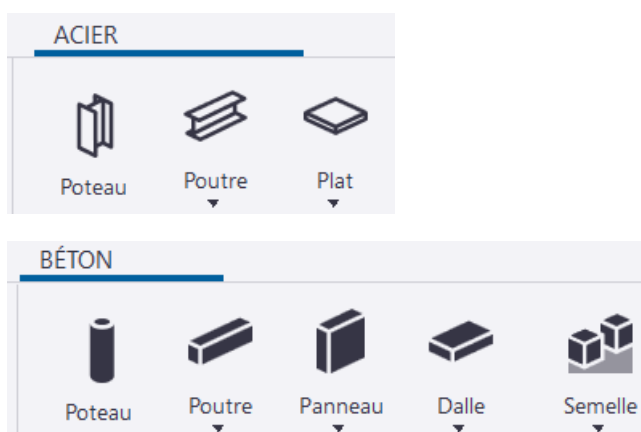 ACIER
Poteau Poutre Plat
BÉTON
Poteau Poutre Panneau Dalle Semelle